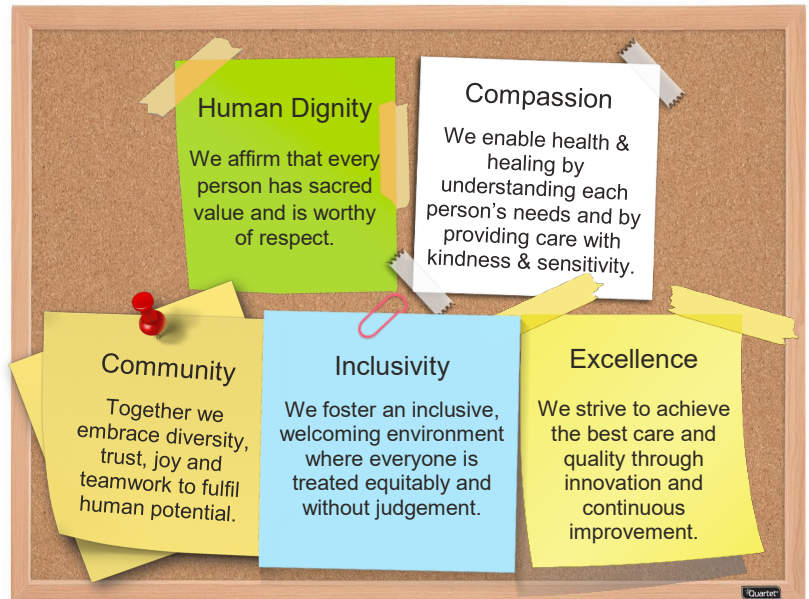 Human Dignity
We affirm that every
person has sacred
value and is worthy
of respect.
Compassion
We enable health &
healing by
understanding each
person's needs and by
providing care with
kindness & sensitivity.
Community
Together we
embrace diversity,
trust, joy and
teamwork to fulfil
human potential.
Inclusivity
We foster an inclusive,
welcoming environment
where everyone is
treated equitably and
without judgement.
Excellence
We strive to achieve
the best care and
quality through
innovation and
continuous
improvement.
Quartet